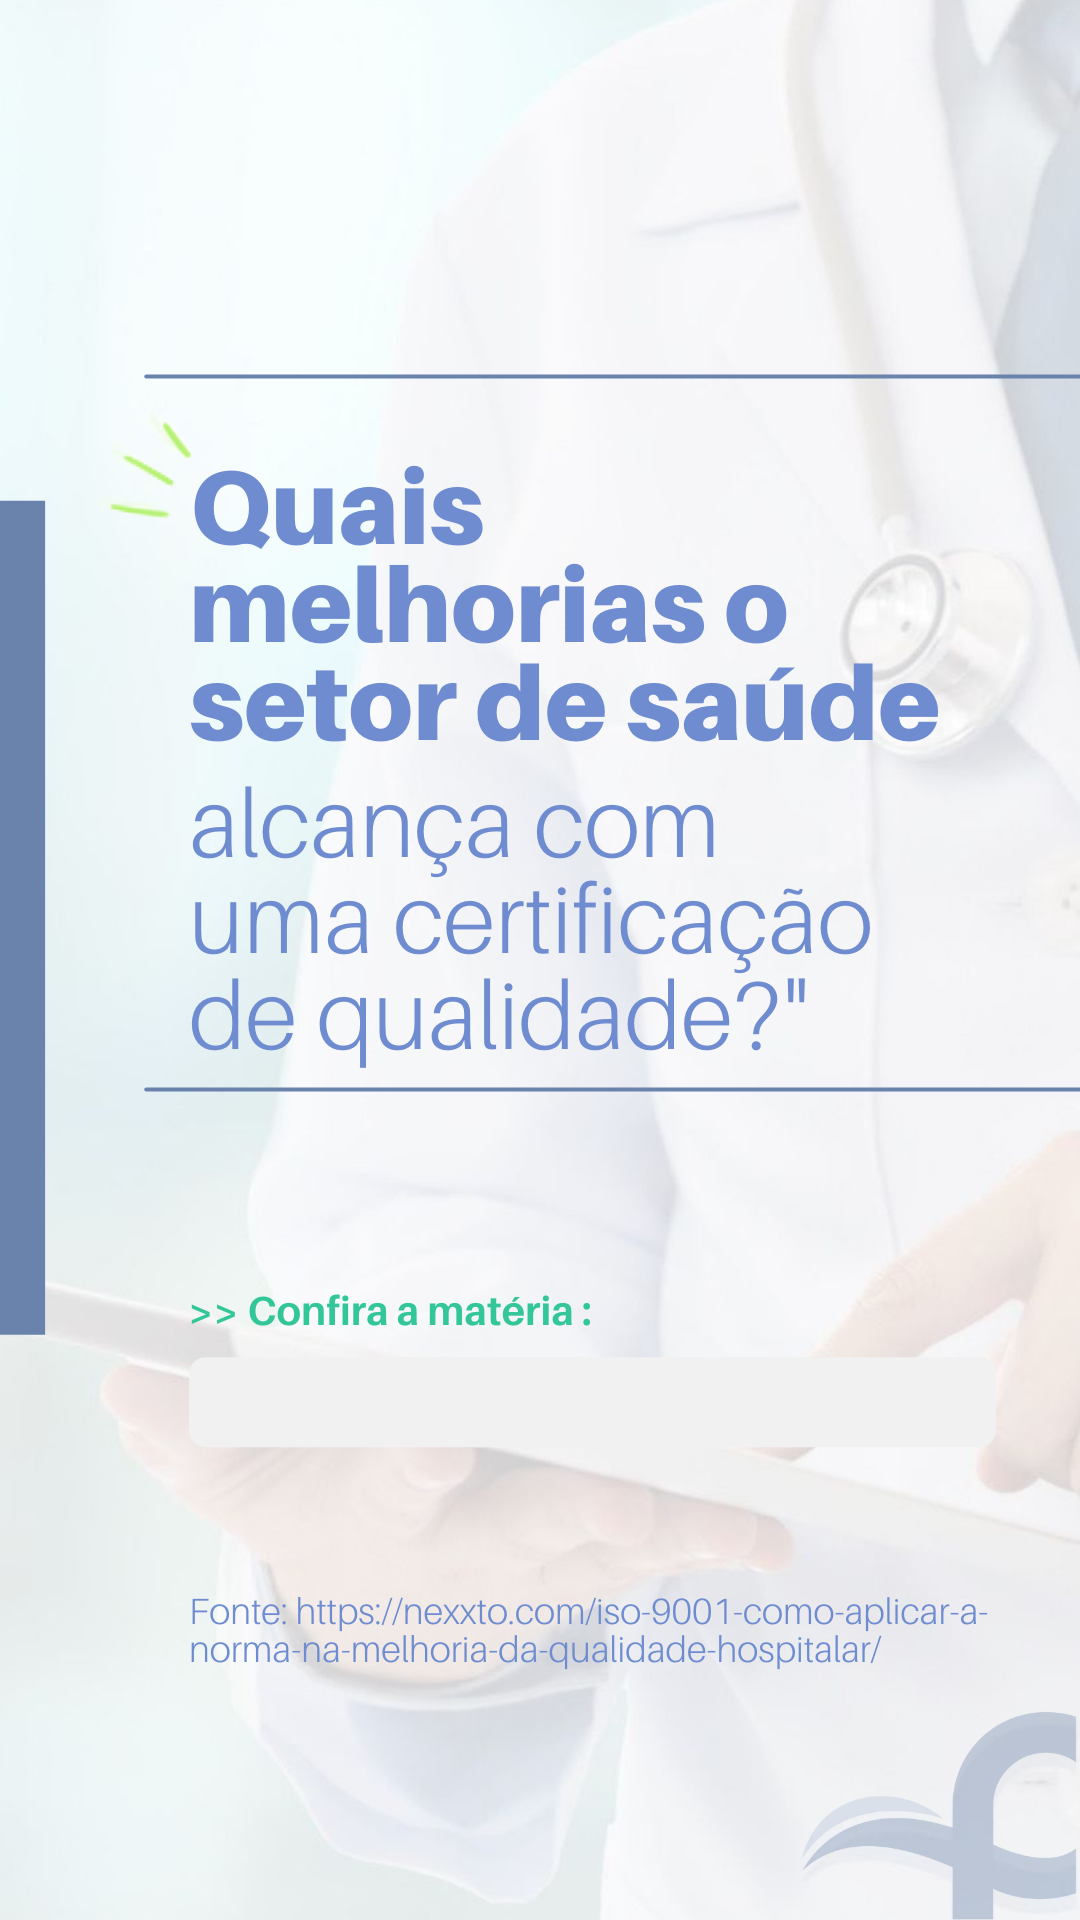 Quais
melhorias o
setor de saúde
alcança com
uma certificação
de qualidade?"
>> Confira a matéria :
Fonte: https://nexxto.com/iso-9001-como-aplicar-a-
norma-na-melhoria-da-qualidade-hospitalar/